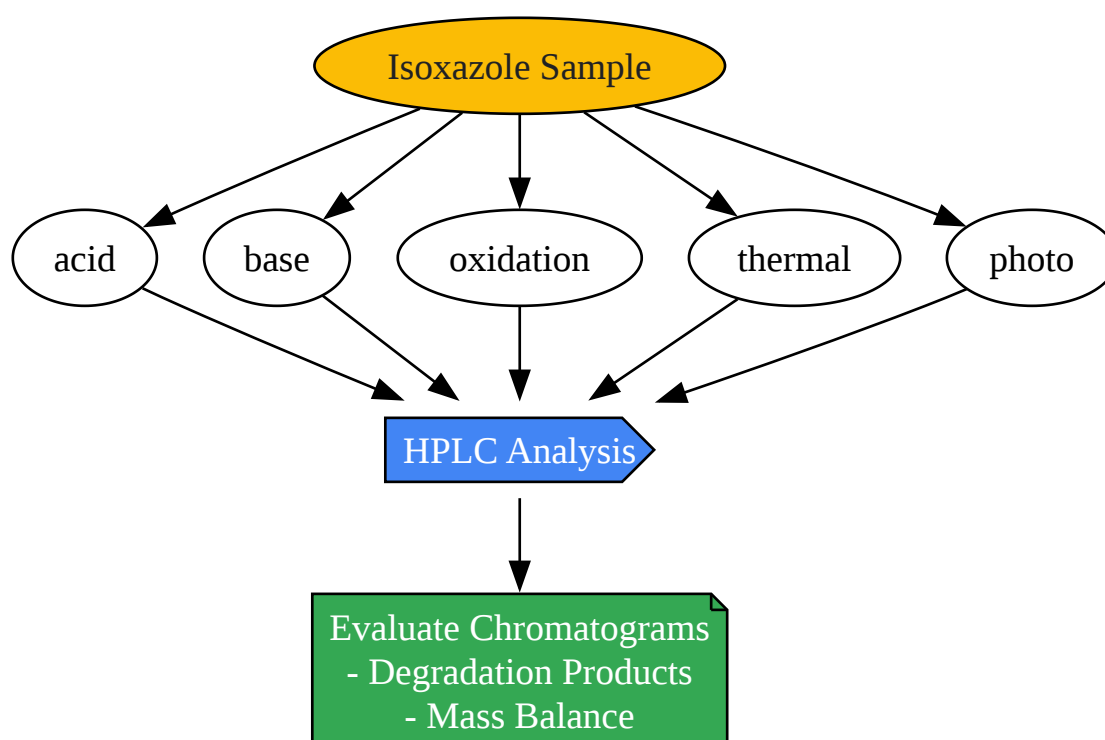 Isoxazole Sample
acid
base
oxidation
thermal
photo
HPLC Analysis
Evaluate Chromatograms
- Degradation Products
- Mass Balance